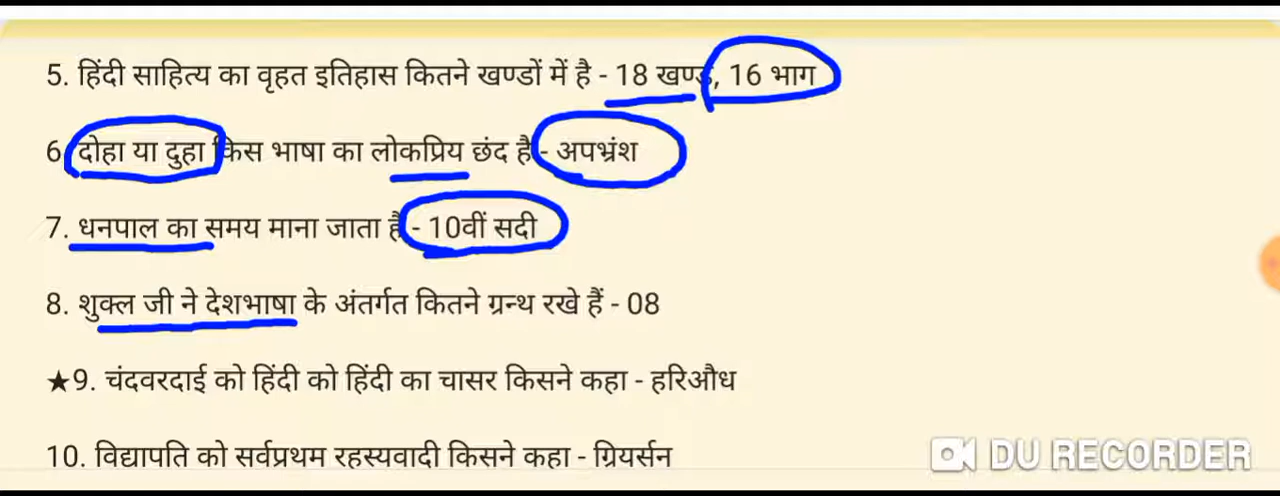 5. हिंदी साहित्य का वृहत इतिहास कितने खण्डों में है - 18 खण्ड, 16 भाग
6. दोहा या दुहा किस भाषा का लोकप्रिय छंद है - अपभ्रंश
7. धनपाल का समय माना जाता है - 10वीं सदी
8. शुक्ल जी ने देशभाषा के अंतर्गत कितने ग्रन्थ रखे हैं - 08
★9. चंदवरदाई को हिंदी को हिंदी का चासर किसने कहा - हरिऔध
10. विद्यापति को सर्वप्रथम रहस्यवादी किसने कहा - ग्रियर्सन
DU RECORDER